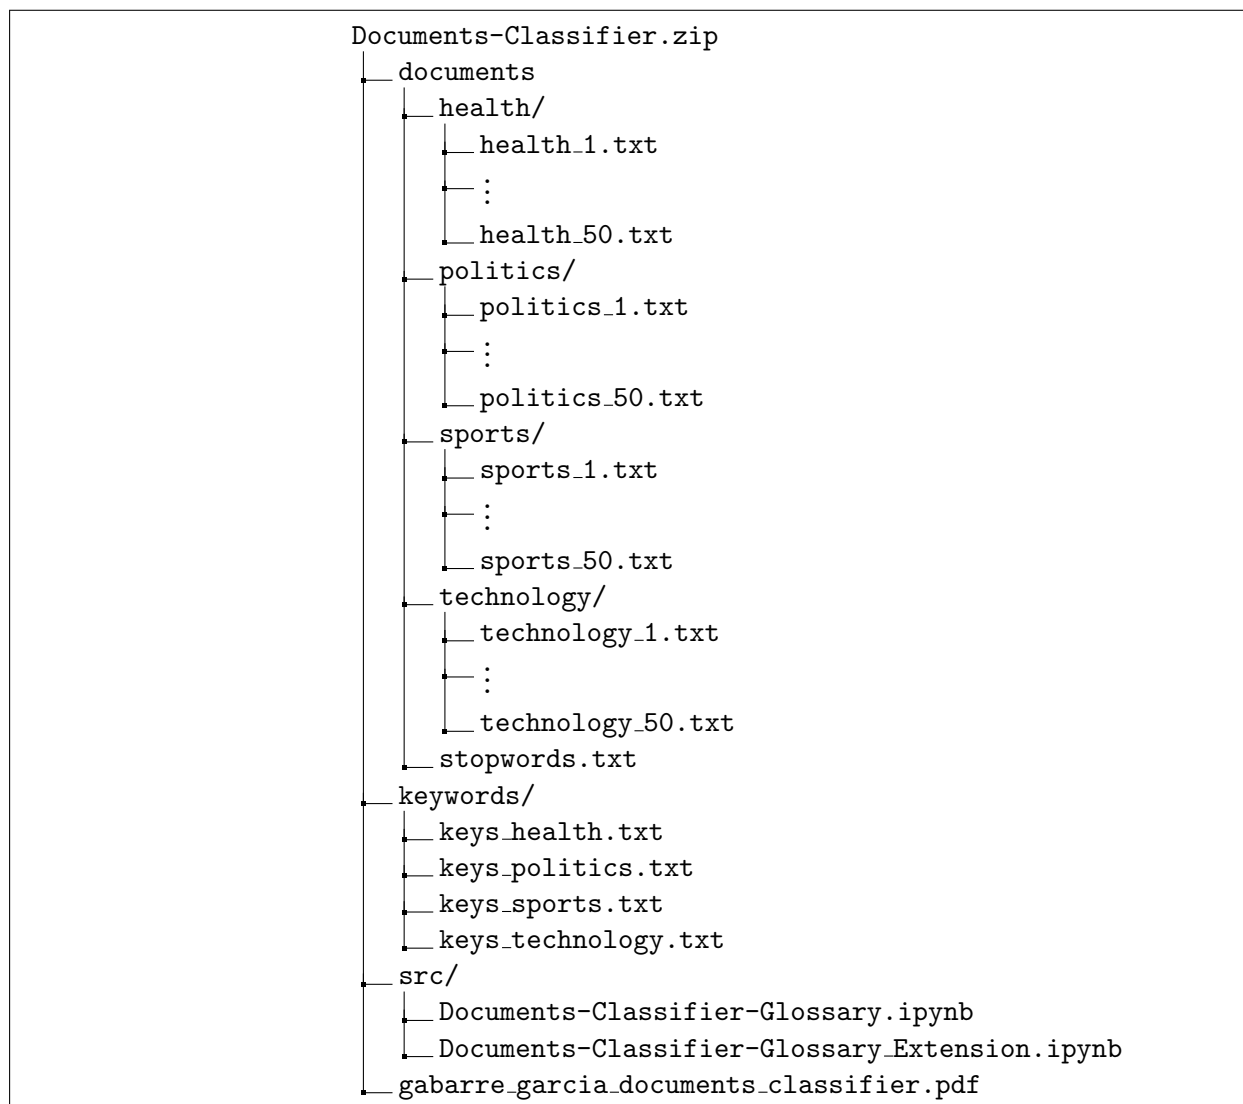 Documents-Classifier.zip
documents
health/
health_1.txt
⋮
health_50.txt
politics/
politics_1.txt
⋮
politics_50.txt
sports/
sports_1.txt
⋮
sports_50.txt
technology/
technology_1.txt
⋮
technology_50.txt
stopwords.txt
keywords/
keys_health.txt
keys_politics.txt
keys_sports.txt
keys_technology.txt
src/
Documents-Classifier-Glossary.ipynb
Documents-Classifier-Glossary_Extension.ipynb
gabarre_garcia_documents_classifier.pdf